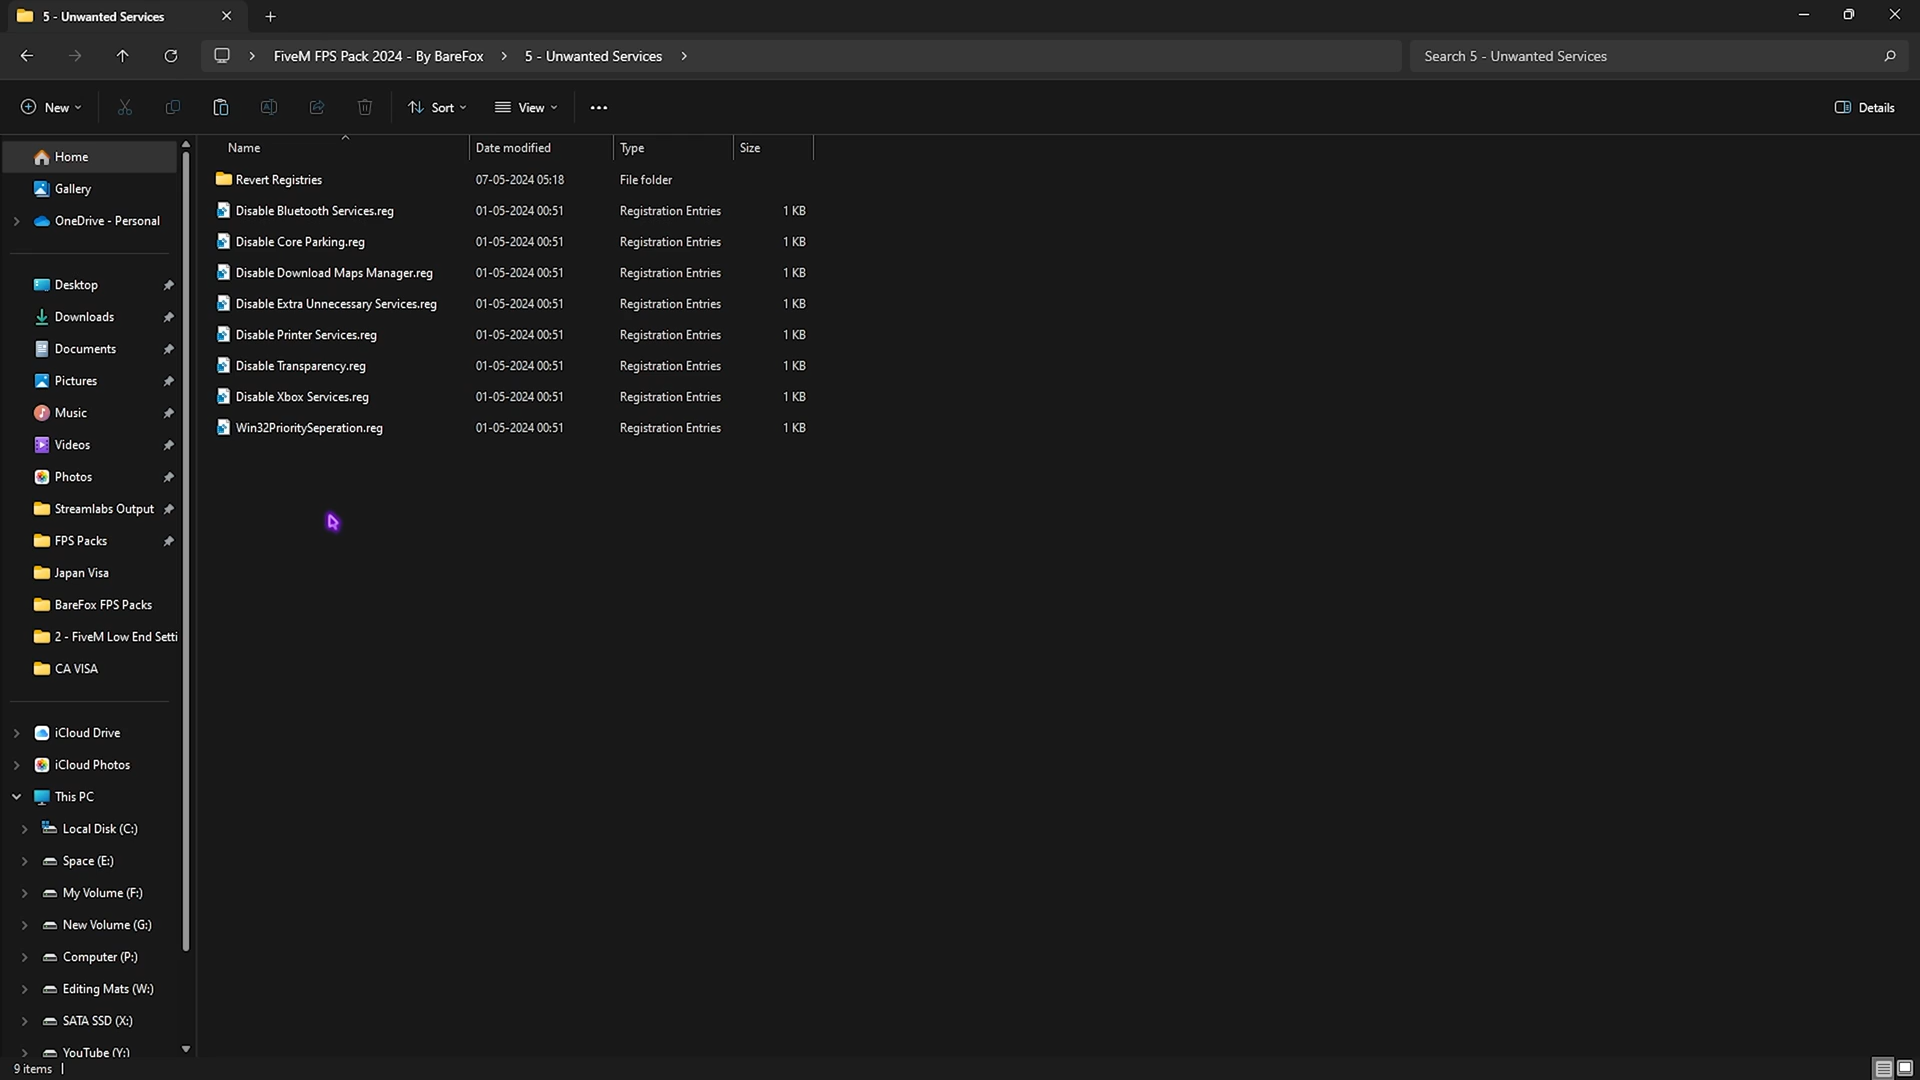 5 - Unwanted Services
FiveM FPS Pack 2024 - By BareFox
5 - Unwanted Services
Search 5 - Unwanted Services
New
Sort
View
Details
Name Date modified Type Size
Revert Registries 07-05-2024 05:18 File folder
Disable Bluetooth Services.reg 01-05-2024 00:51 Registration Entries 1 KB
Disable Core Parking.reg 01-05-2024 00:51 Registration Entries 1 KB
Disable Download Maps Manager.reg 01-05-2024 00:51 Registration Entries 1 KB
Disable Extra Unnecessary Services.reg 01-05-2024 00:51 Registration Entries 1 KB
Disable Printer Services.reg 01-05-2024 00:51 Registration Entries 1 KB
Disable Transparency.reg 01-05-2024 00:51 Registration Entries 1 KB
Disable Xbox Services.reg 01-05-2024 00:51 Registration Entries 1 KB
Win32PrioritySeperation.reg 01-05-2024 00:51 Registration Entries 1 KB
Home
Gallery
OneDrive - Personal
Desktop
Downloads
Documents
Pictures
Music
Videos
Photos
Streamlabs Output
FPS Packs
Japan Visa
BareFox FPS Packs
2 - FiveM Low End Setti
CA VISA
iCloud Drive
iCloud Photos
This PC
Local Disk (C:)
Space (E:)
My Volume (F:)
New Volume (G:)
Computer (P:)
Editing Mats (W:)
SATA SSD (X:)
YouTube (Y:)
9 items